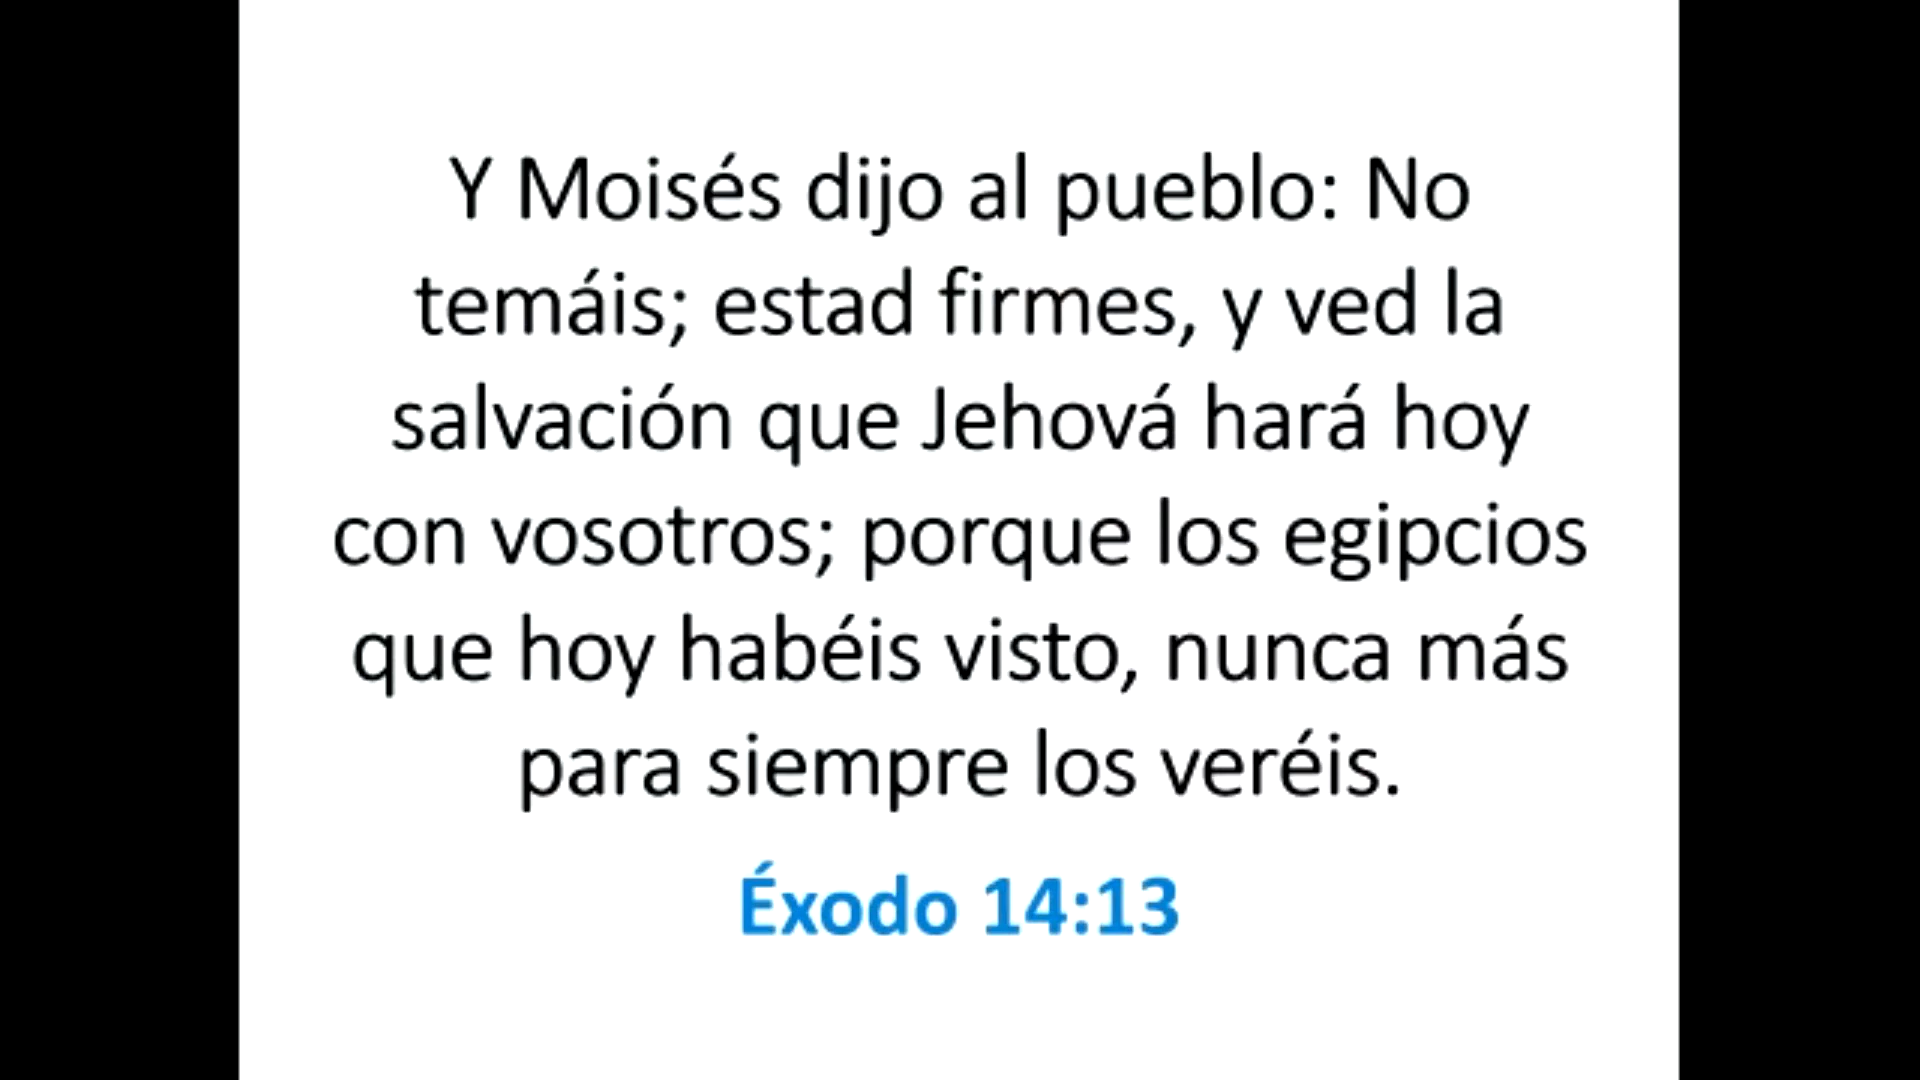 Y Moisés dijo al pueblo: No
temáis; estad firmes, y ved la
salvación que Jehová hará hoy
con vosotros; porque los egipcios
que hoy habéis visto, nunca más
para siempre los veréis.
Éxodo 14:13